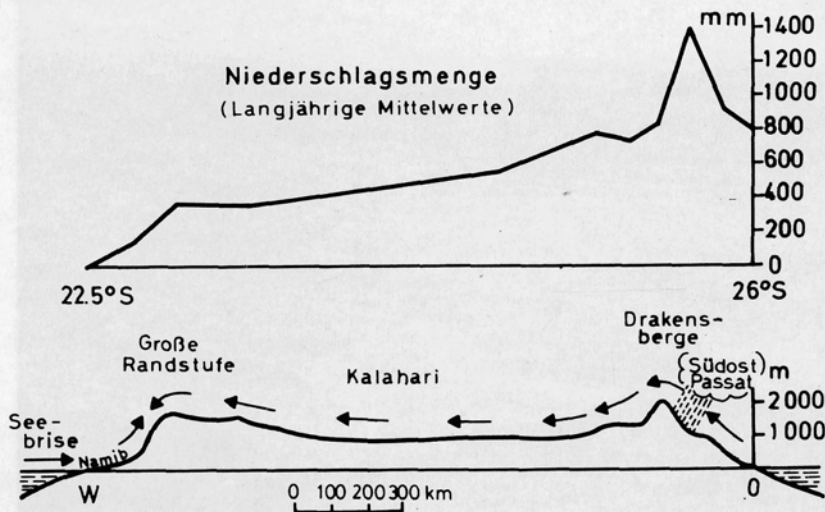 mm
1400
1200
1000
800
600
400
200
0
Niederschlagsmenge
(Langjährige Mittelwerte)
22.5°S
26°S
Große
Randstufe
Kalahari
Drakens-
berge
(Südost)
Passat
m
2000
1000
See-
brise
Namib
W
O
0 100 200 300 km